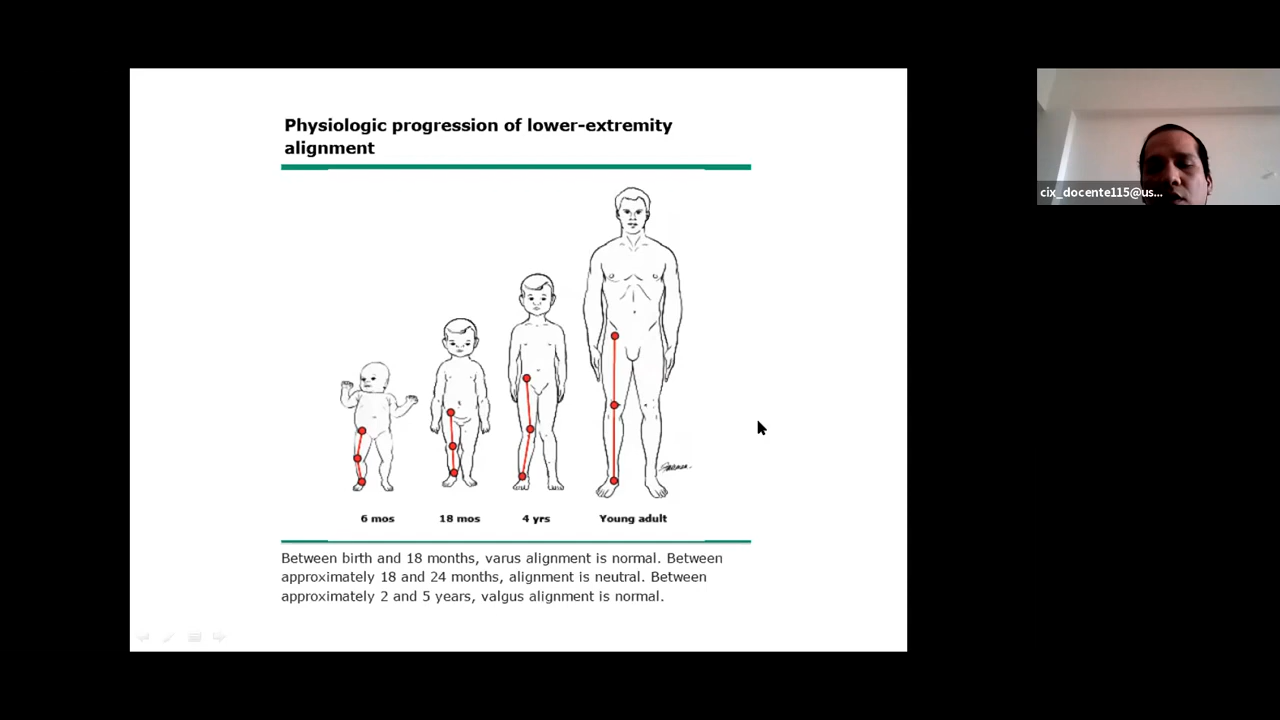 Physiologic progression of lower-extremity
alignment
6 mos
18 mos
4 yrs
Young adult
Between birth and 18 months, varus alignment is normal. Between
approximately 18 and 24 months, alignment is neutral. Between
approximately 2 and 5 years, valgus alignment is normal.
cix_docente115@us...